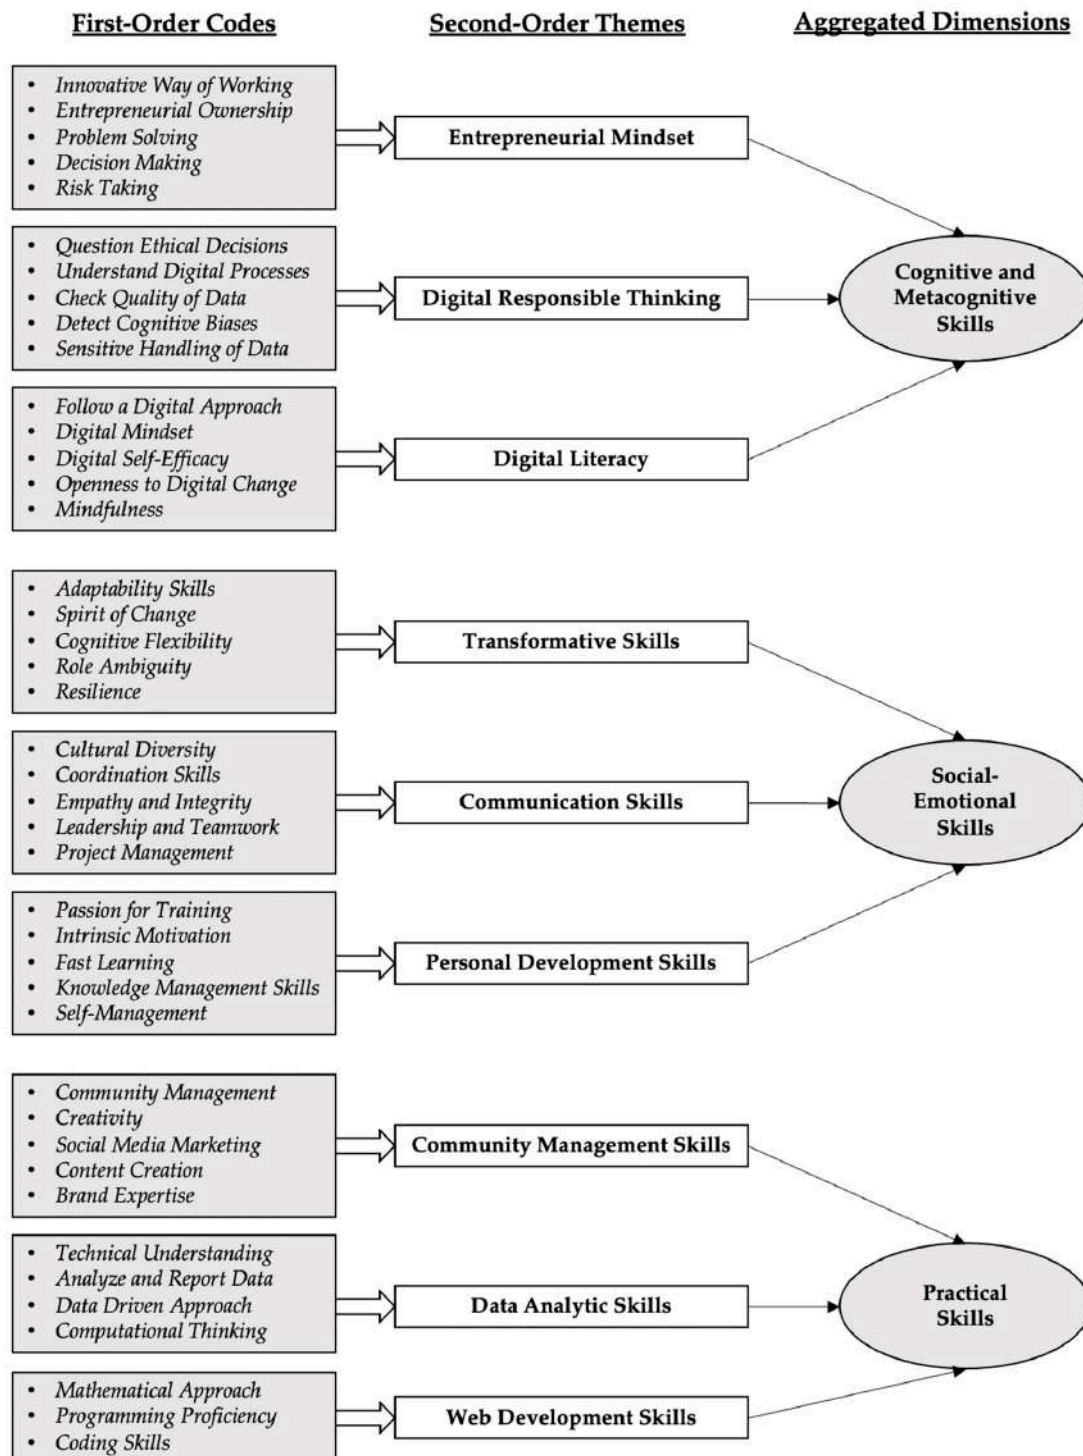 First-Order Codes
Second-Order Themes
Aggregated Dimensions
• Innovative Way of Working
• Entrepreneurial Ownership
• Problem Solving
• Decision Making
• Risk Taking
Entrepreneurial Mindset
• Question Ethical Decisions
• Understand Digital Processes
• Check Quality of Data
• Detect Cognitive Biases
• Sensitive Handling of Data
Digital Responsible Thinking
• Follow a Digital Approach
• Digital Mindset
• Digital Self-Efficacy
• Openness to Digital Change
• Mindfulness
Digital Literacy
Cognitive and
Metacognitive
Skills
• Adaptability Skills
• Spirit of Change
• Cognitive Flexibility
• Role Ambiguity
• Resilience
Transformative Skills
• Cultural Diversity
• Coordination Skills
• Empathy and Integrity
• Leadership and Teamwork
• Project Management
Communication Skills
• Passion for Training
• Intrinsic Motivation
• Fast Learning
• Knowledge Management Skills
• Self-Management
Personal Development Skills
Social-
Emotional
Skills
• Community Management
• Creativity
• Social Media Marketing
• Content Creation
• Brand Expertise
Community Management Skills
• Technical Understanding
• Analyze and Report Data
• Data Driven Approach
• Computational Thinking
Data Analytic Skills
• Mathematical Approach
• Programming Proficiency
• Coding Skills
Web Development Skills
Practical
Skills